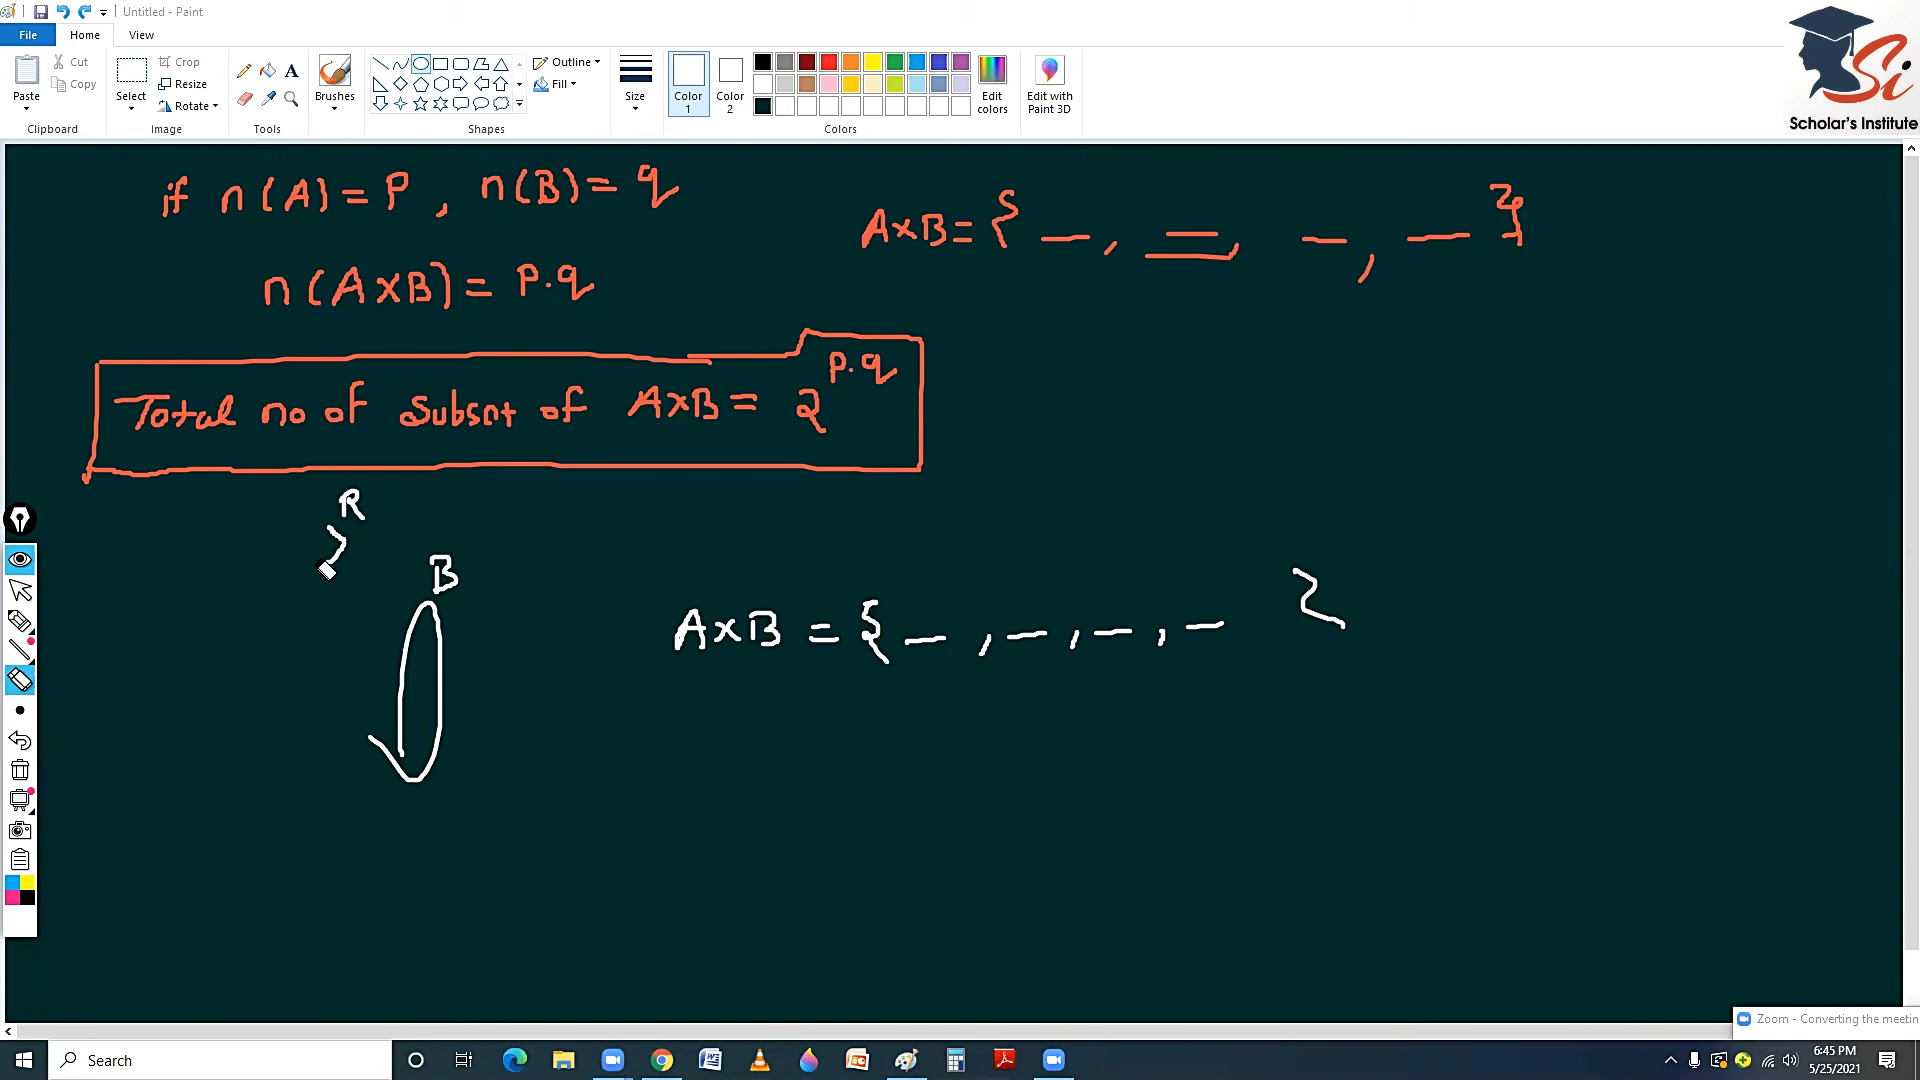 Untitled - Paint
File Home View
Cut
Copy
Paste
Clipboard
Crop
Resize
Rotate
Select
Image
A
Tools
Brushes
Outline
Fill
Shapes
Size
Color 1
Color 2
Edit colors
Edit with Paint 3D
Colors
Si
Scholar's Institute
if n(A) = P , n(B) = q
n(A×B) = P.q
A×B = { _ , _ , _ , _ }
Total no of Subsnt of A×B = 2^P.q
R
B
A×B = { _ , _ , _ , _
Zoom - Converting the meetin
Search
6:45 PM
5/25/2021